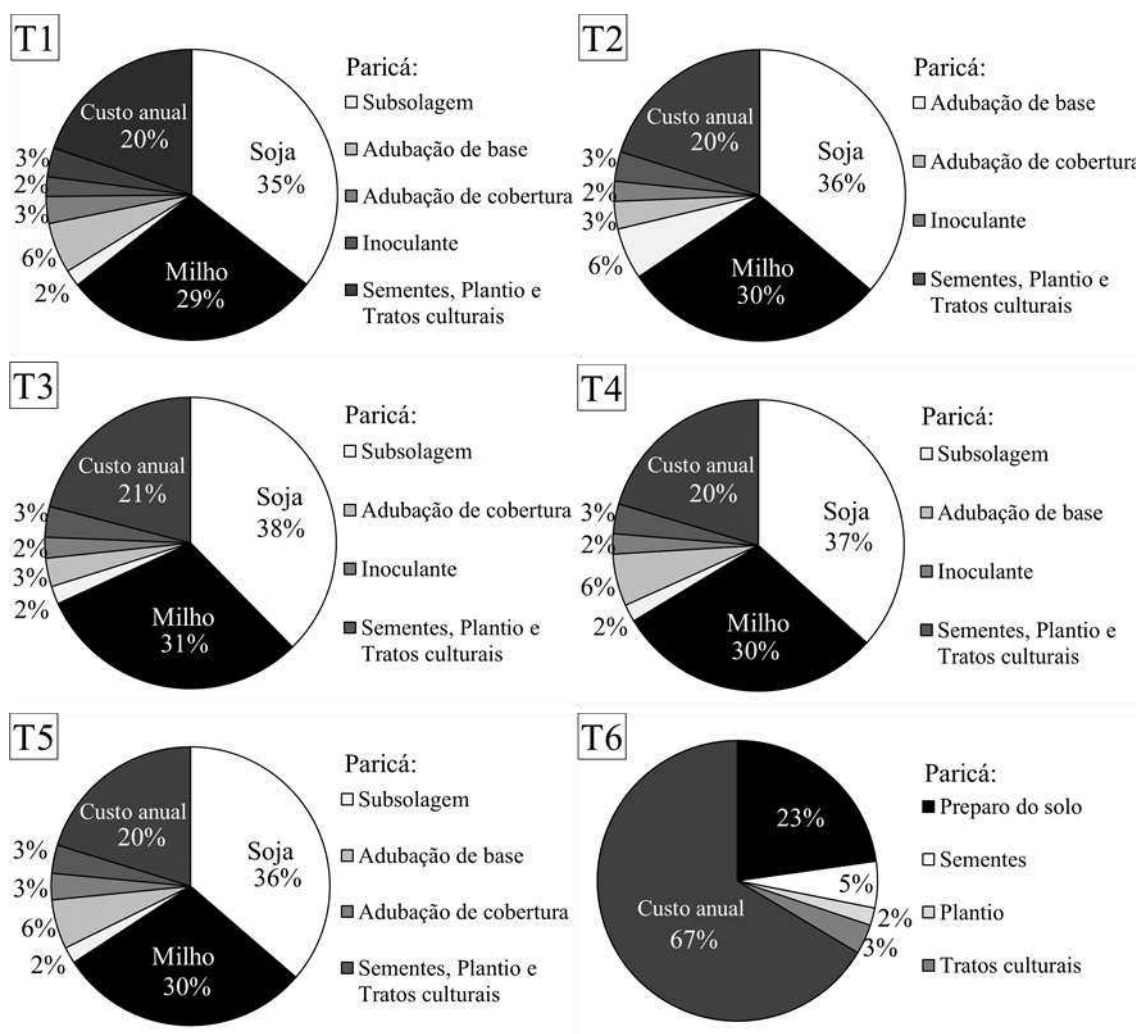 T1
Custo anual
20%
Soja
35%
Milho
29%
3%
2%
3%
6%
2%
Paricá:
Subsolagem
Adubação de base
Adubação de cobertura
Inoculante
Sementes, Plantio e
Tratos culturais
T2
Custo anual
20%
Soja
36%
Milho
30%
3%
2%
3%
6%
Paricá:
Adubação de base
Adubação de cobertura
Inoculante
Sementes, Plantio e
Tratos culturais
T3
Custo anual
21%
Soja
38%
Milho
31%
3%
2%
3%
2%
Paricá:
Subsolagem
Adubação de cobertura
Inoculante
Sementes, Plantio e
Tratos culturais
T4
Custo anual
20%
Soja
37%
Milho
30%
3%
2%
6%
2%
Paricá:
Subsolagem
Adubação de base
Inoculante
Sementes, Plantio e
Tratos culturais
T5
Custo anual
20%
Soja
36%
Milho
30%
3%
3%
6%
2%
Paricá:
Subsolagem
Adubação de base
Adubação de cobertura
Sementes, Plantio e
Tratos culturais
T6
23%
5%
2%
3%
Custo anual
67%
Paricá:
Preparo do solo
Sementes
Plantio
Tratos culturais